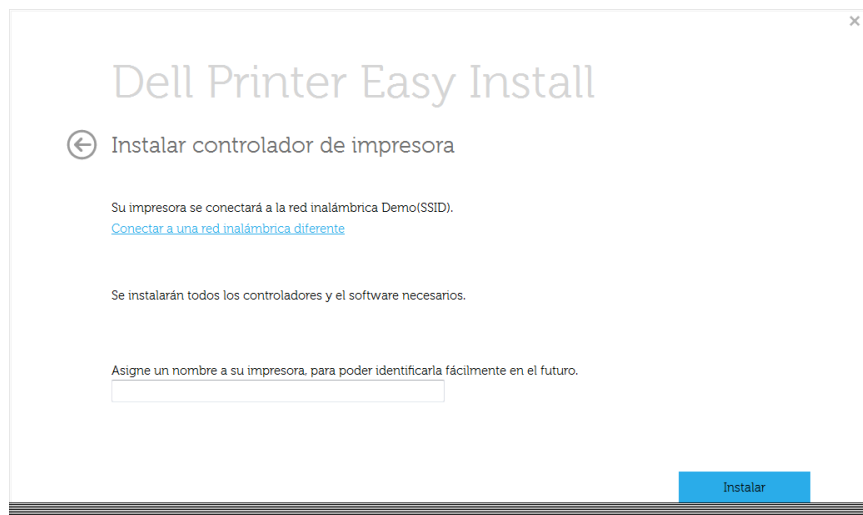 Dell Printer Easy Install
Instalar controlador de impresora
Su impresora se conectará a la red inalámbrica Demo(SSID).
Conectar a una red inalámbrica diferente
Se instalarán todos los controladores y el software necesarios.
Asigne un nombre a su impresora, para poder identificarla fácilmente en el futuro.
Instalar